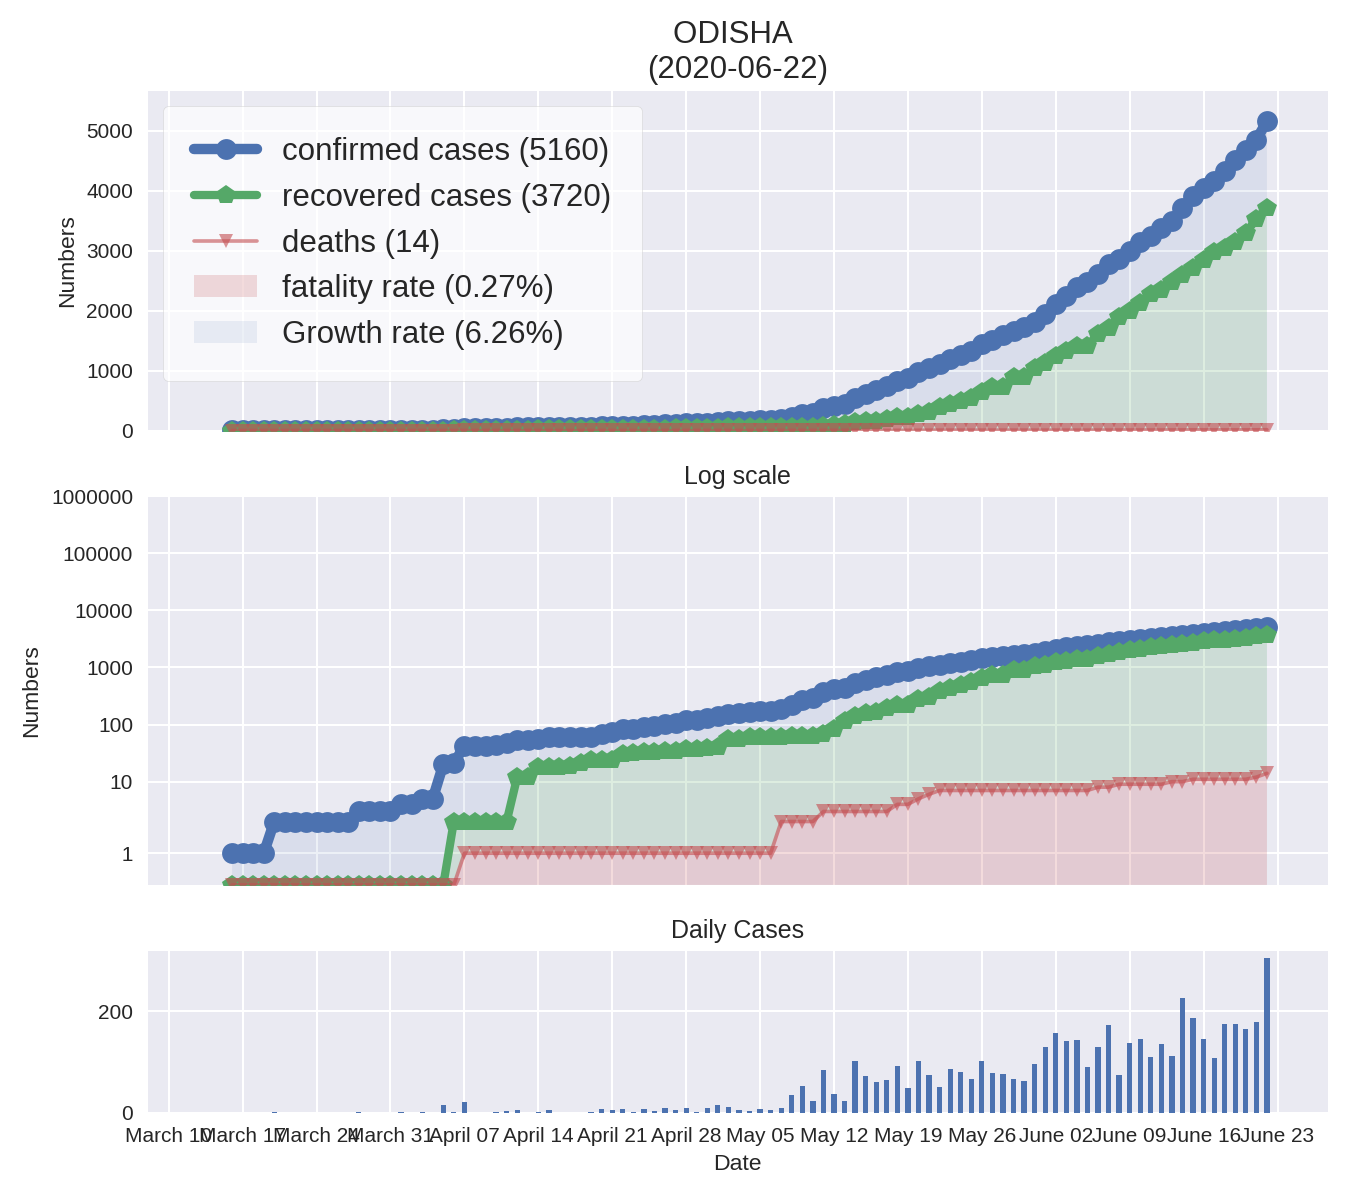 ODISHA
(2020-06-22)
Numbers
5000
4000
3000
2000
1000
0
confirmed cases (5160)
recovered cases (3720)
deaths (14)
fatality rate (0.27%)
Growth rate (6.26%)
Log scale
Numbers
1000000
100000
10000
1000
100
10
1
Daily Cases
200
0
March 10 March 17 March 24 March 31 April 07 April 14 April 21 April 28 May 05 May 12 May 19 May 26 June 02 June 09 June 16 June 23
Date